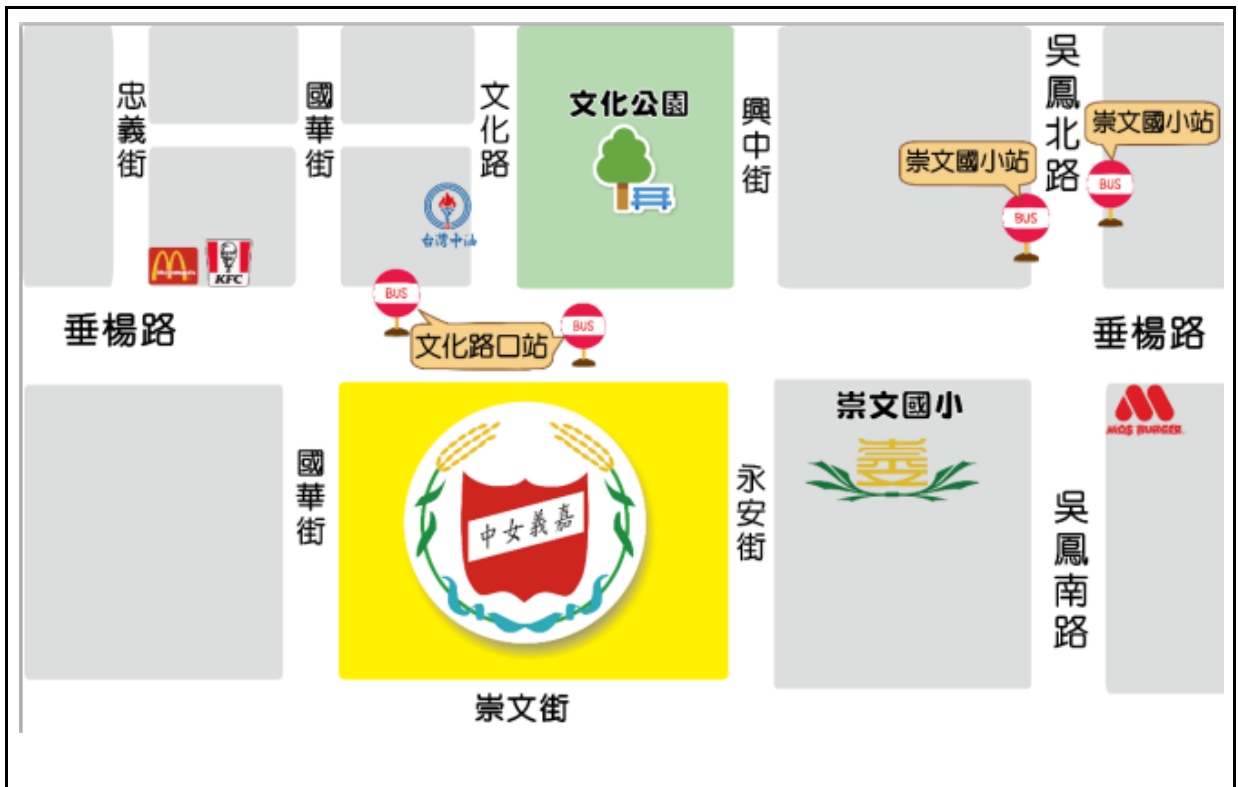 忠義街
國華街
文化路
文化公園
興中街
吳鳳北路
崇文國小站
BUS
崇文國小站
BUS
台灣中油
McDonald's
KFC
垂楊路
BUS
文化路口站
BUS
垂楊路
國華街
中女義嘉
永安街
崇文國小
MOS BURGER
吳鳳南路
崇文街